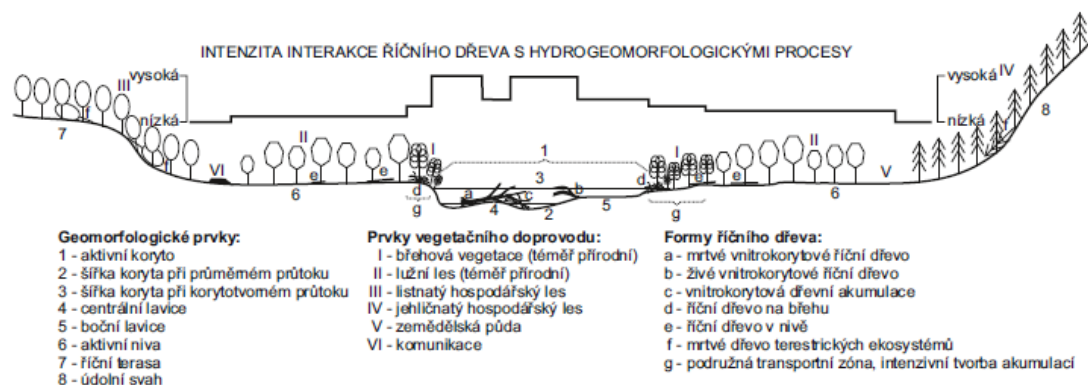 INTENZITA INTERAKCE ŘÍČNÍHO DŘEVA S HYDROGEOMORFOLOGICKÝMI PROCESY
vysoká
nízká
vysoká
nízká
III
IV
f
7
8
VI
II
I
1
I
II
V
6
e
e
d
g
3
a
4
c
b
2
5
d
e
e
g
6
Geomorfologické prvky:
1 - aktivní koryto
2 - šířka koryta při průměrném průtoku
3 - šířka koryta při korytotvorném průtoku
4 - centrální lavice
5 - boční lavice
6 - aktivní niva
7 - říční terasa
8 - údolní svah
Prvky vegetačního doprovodu:
I - břehová vegetace (téměř přírodní)
II - lužní les (téměř přírodní)
III - listnatý hospodářský les
IV - jehličnatý hospodářský les
V - zemědělská půda
VI - komunikace
Formy říčního dřeva:
a - mrtvé vnitrokorytové říční dřevo
b - živé vnitrokorytové říční dřevo
c - vnitrokorytová dřevní akumulace
d - říční dřevo na břehu
e - říční dřevo v nivě
f - mrtvé dřevo terestrických ekosystémů
g - podružná transportní zóna, intenzivní tvorba akumulací